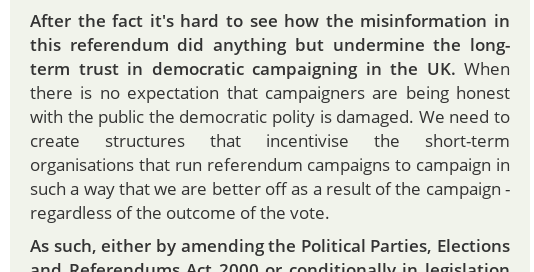 After the fact it's hard to see how the misinformation in
this referendum did anything but undermine the long-
term trust in democratic campaigning in the UK. When
there is no expectation that campaigners are being honest
with the public the democratic polity is damaged. We need to
create structures that incentivise the short-term
organisations that run referendum campaigns to campaign in
such a way that we are better off as a result of the campaign -
regardless of the outcome of the vote.
As such, either by amending the Political Parties, Elections
and Referendums Act 2000 or conditionally in legislation